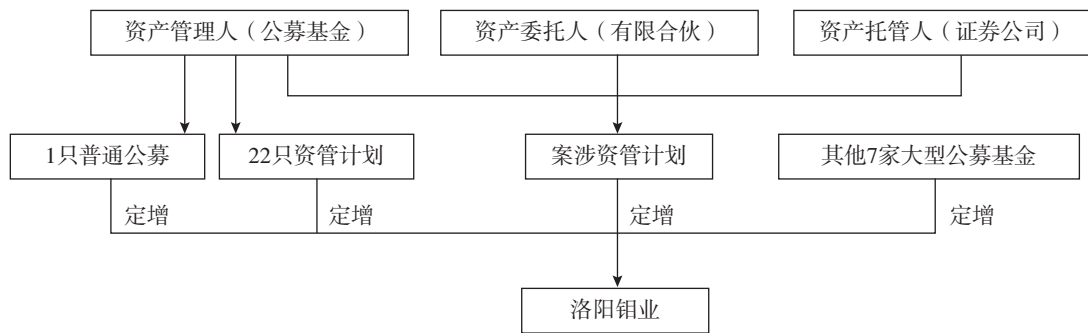 资产管理人（公募基金）
资产委托人（有限合伙）
资产托管人（证券公司）
1只普通公募
22只资管计划
案涉资管计划
其他7家大型公募基金
定增
定增
定增
定增
洛阳钼业